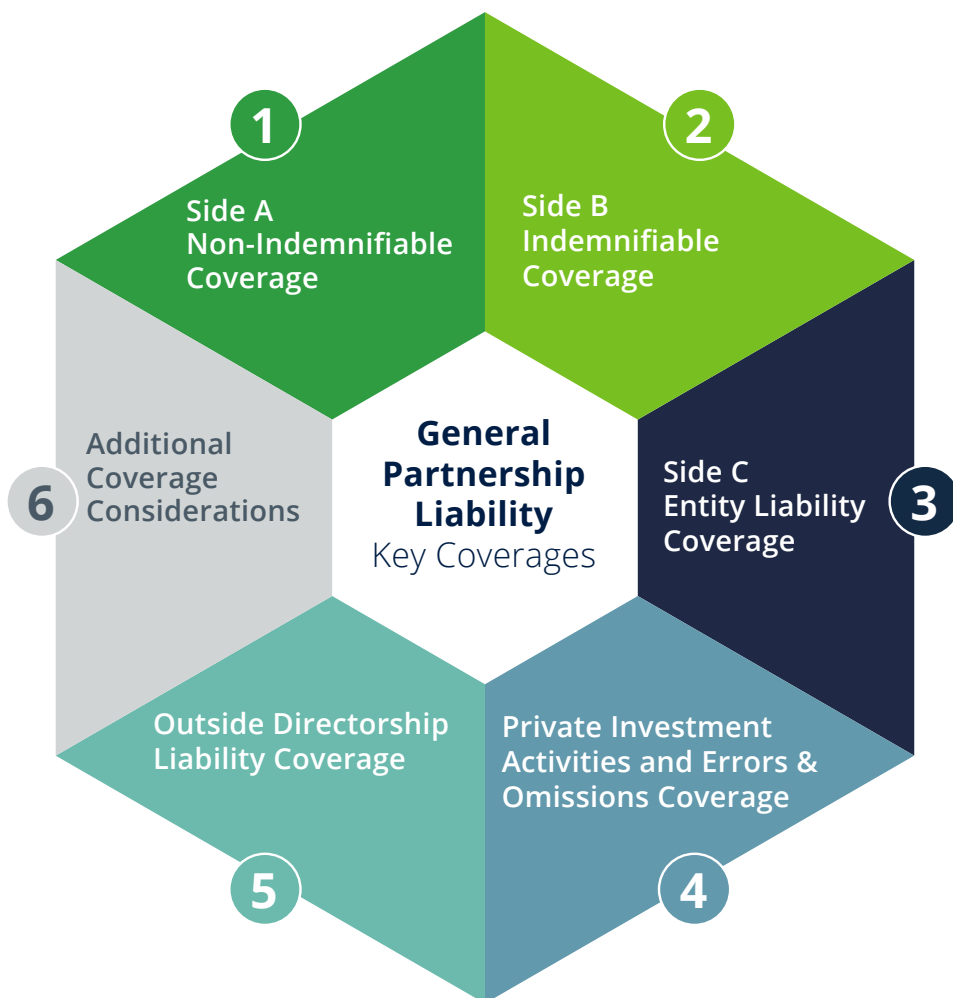 General
Partnership
Liability
Key Coverages
1
Side A
Non-Indemnifiable
Coverage
2
Side B
Indemnifiable
Coverage
3
Side C
Entity Liability
Coverage
4
Private Investment
Activities and Errors &
Omissions Coverage
5
Outside Directorship
Liability Coverage
6
Additional
Coverage
Considerations